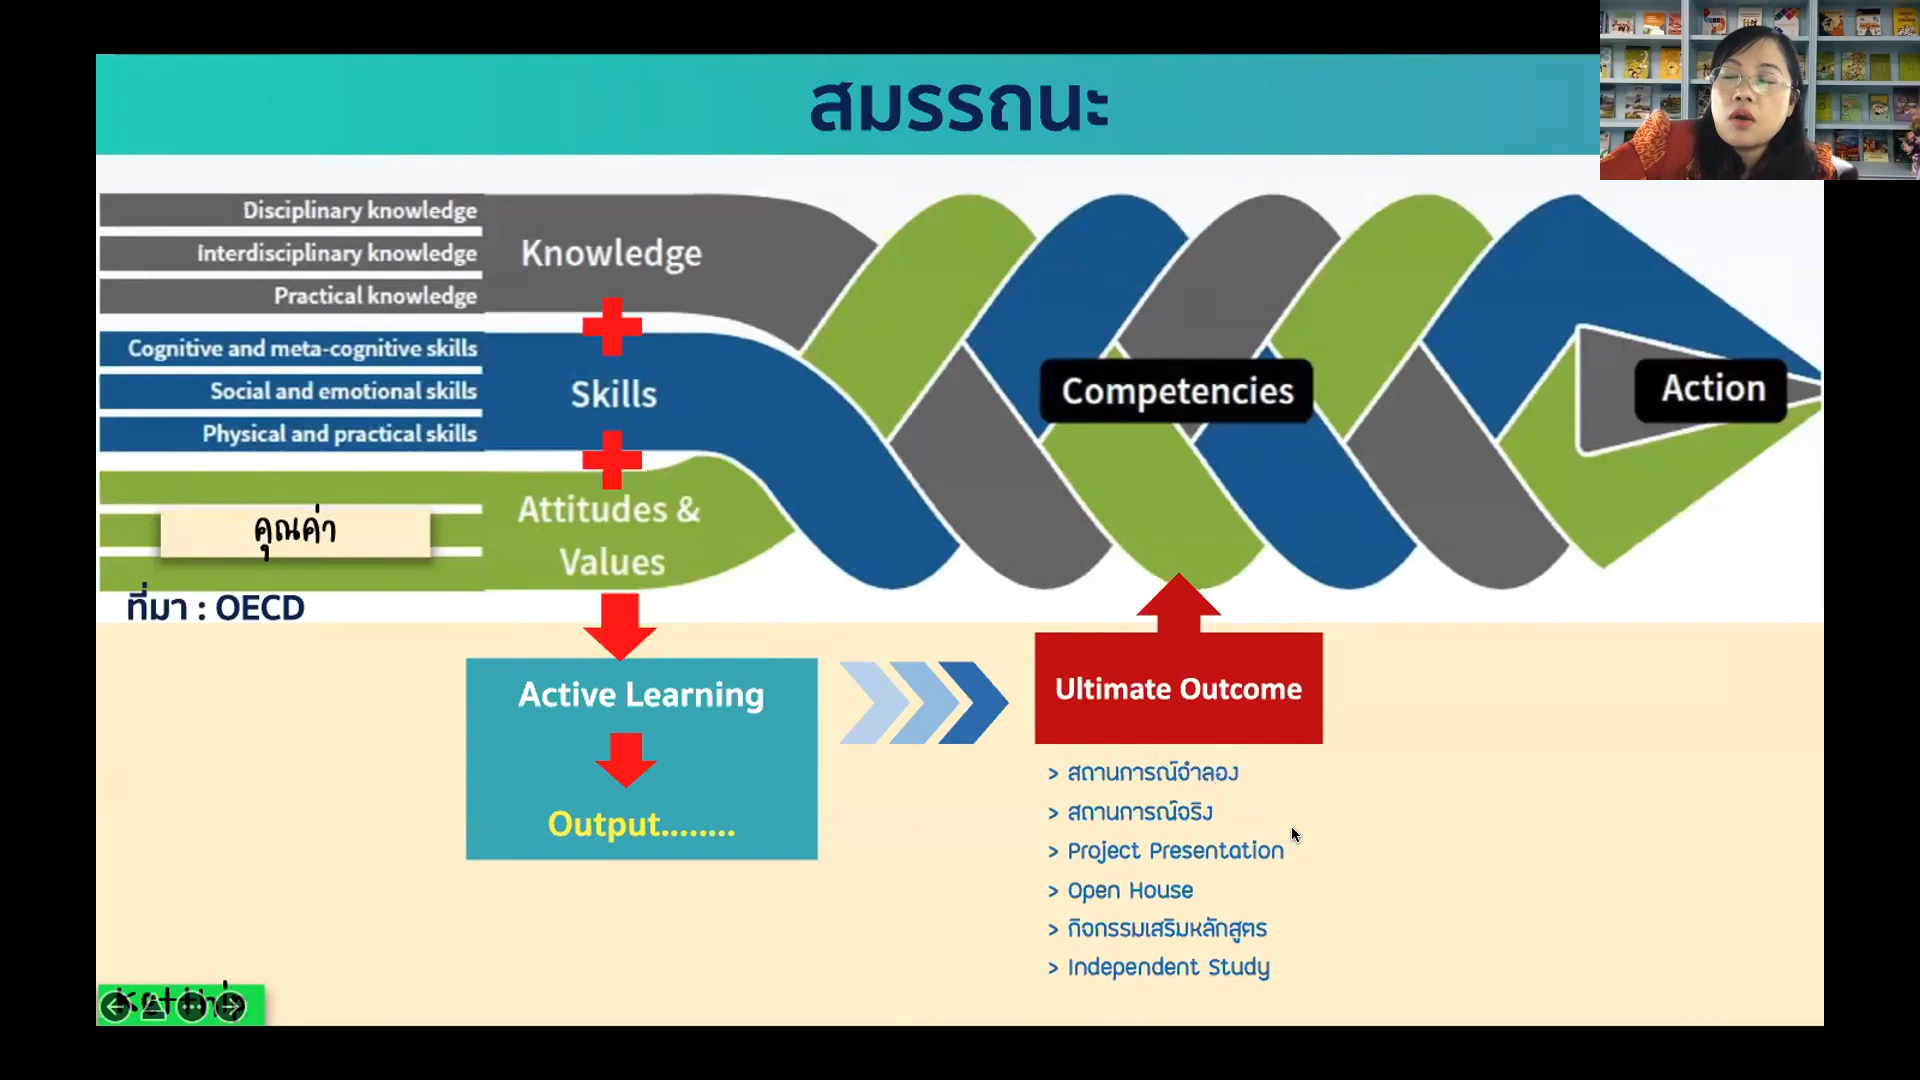 สมรรถนะ
Disciplinary knowledge
Interdisciplinary knowledge
Practical knowledge
Knowledge
Cognitive and meta-cognitive skills
Social and emotional skills
Physical and practical skills
Skills
คุณค่า
Attitudes &
Values
Competencies
Action
ที่มา : OECD
Active Learning
Output........
Ultimate Outcome
> สถานการณ์จำลอง
> สถานการณ์จริง
> Project Presentation
> Open House
> กิจกรรมเสริมหลักสูตร
> Independent Study